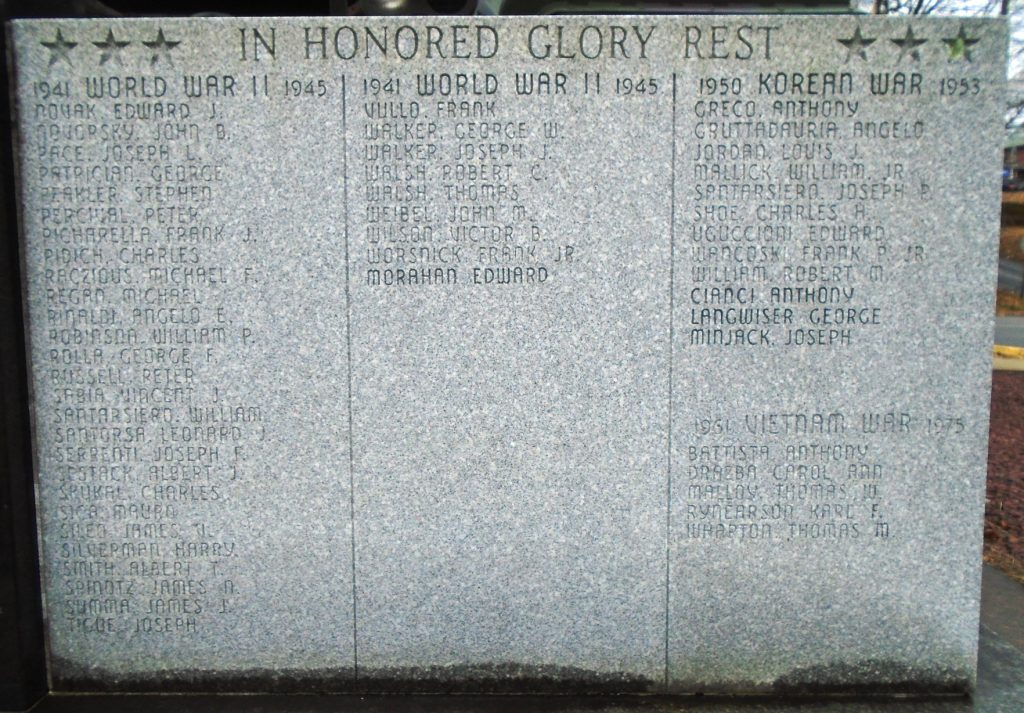 IN HONORED GLORY REST
1941 WORLD WAR II 1945
NOVAK, EDWARD J.
JOHN B.
PACE, JOSEPH L.
PATRICIAN, GEORGE
PEAKLER, STEPHEN
PERCIVAL, PETER
PICHARELLA, FRANK J.
PIDICH, CHARLES
RACZIOUS, MICHAEL F.
REGAN, MICHAEL
RINALDI, ANGELO E.
WILLIAM P.
ROLLA, GEORGE F.
RUSSELL, PETER
SABIA, VINCENT J.
SANTARSIERO, WILLIAM
SANTORSA, LEONARD J.
SERRENTI, JOSEPH F.
ALBERT J.
CHARLES
SICA, MAURO
JAMES
HARRY
SMITH, ALBERT T.
JAMES N.
SUMMA, JAMES J.
TIGUE, JOSEPH
1941 WORLD WAR II 1945
VULLO, FRANK
WALKER, GEORGE W.
WALKER, JOSEPH J.
WALSH, ROBERT C.
WALSH, THOMAS
WEIBEL, JOHN M.
WILSON, VICTOR B.
WORSNICK, FRANK, JR.
MORAHAN EDWARD
1950 KOREAN WAR 1953
GRECO, ANTHONY
GRUTTADAURIA, ANGELO
JORDAN, LOUIS J.
MALLICK, WILLIAM, JR.
SANTARSIERO, JOSEPH P.
SHOE, CHARLES A.
UGUCCIONI, EDWARD
WANCOSKI, FRANK P. JR.
WILLIAM, ROBERT M.
CIANCI, ANTHONY
LANGWISER GEORGE
MINJACK, JOSEPH
1961 VIETNAM WAR 1975
BATTISTA, ANTHONY
DRAEBA, CAROL ANN
MALLOY, THOMAS W.
RYNEARSON, KARL F.
WHARTON, THOMAS M.